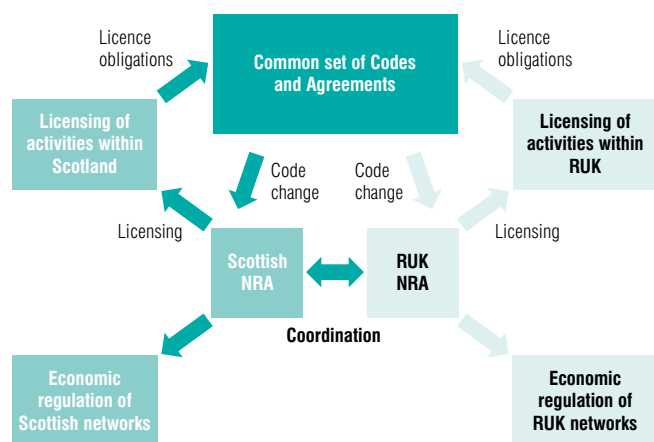 Licence
obligations
Common set of Codes
and Agreements
Licence
obligations
Licensing of
activities within
Scotland
Licensing of
activities within
RUK
Code
change
Code
change
Licensing
Licensing
Scottish
NRA
RUK
NRA
Coordination
Economic
regulation of
Scottish networks
Economic
regulation of
RUK networks